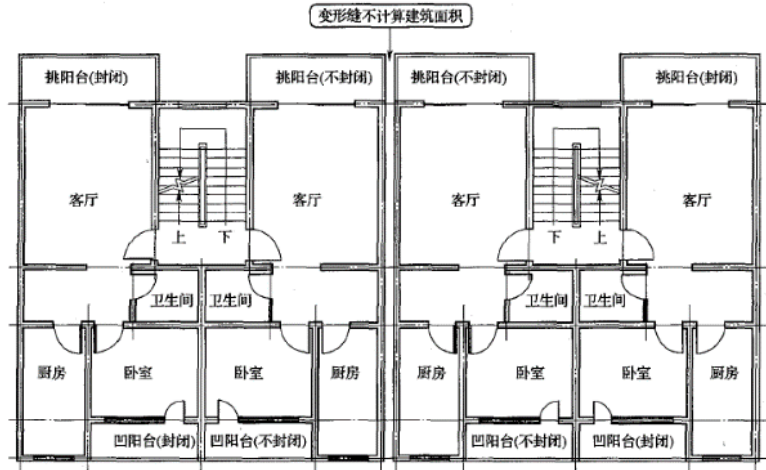 变形缝不计算建筑面积
挑阳台(封闭)
挑阳台(不封闭)
挑阳台(不封闭)
挑阳台(封闭)
客厅
客厅
客厅
客厅
上
下
下
上
卫生间
卫生间
卫生间
卫生间
厨房
卧室
卧室
厨房
厨房
卧室
卧室
厨房
凹阳台(封闭)
凹阳台(不封闭)
凹阳台(不封闭)
凹阳台(封闭)